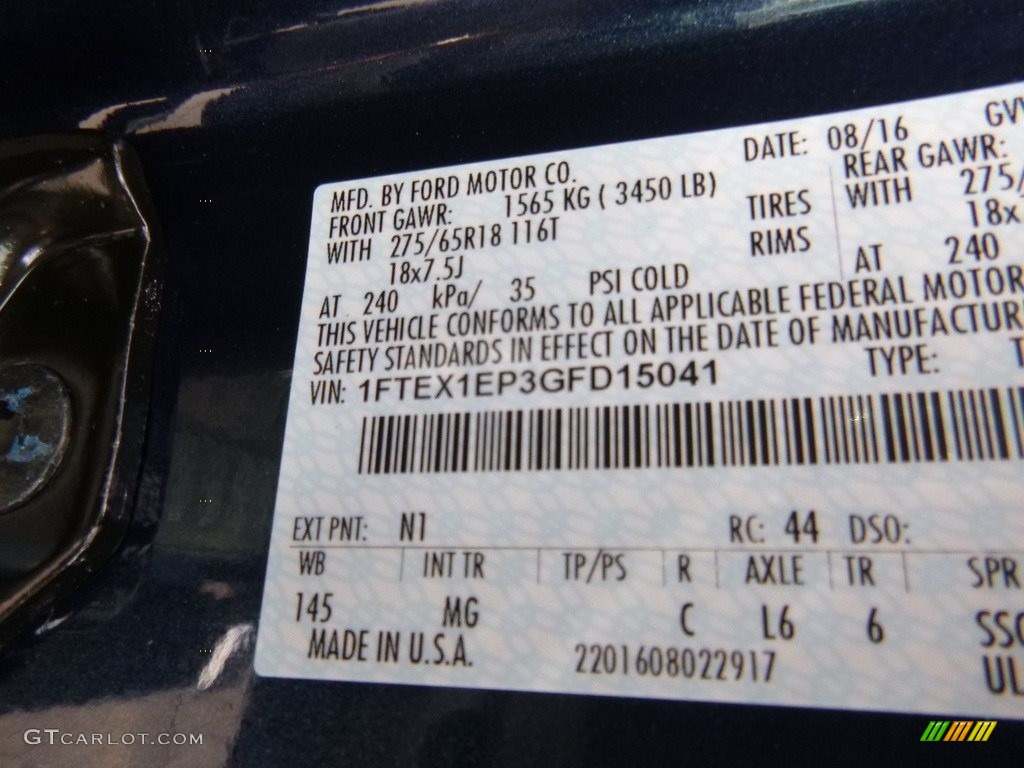 MFD. BY FORD MOTOR CO.
DATE: 08/16
FRONT GAWR: 1565 KG ( 3450 LB)
REAR GAWR:
WITH 275/65R18 116T TIRES WITH 275/
18x7.5J RIMS 18x
AT 240 kPa/ 35 PSI COLD AT 240
THIS VEHICLE CONFORMS TO ALL APPLICABLE FEDERAL MOTOR
SAFETY STANDARDS IN EFFECT ON THE DATE OF MANUFACTUR
VIN: 1FTEX1EP3GFD15041 TYPE:
EXT PNT: N1 RC: 44 DSO:
WB INT TR TP/PS R AXLE TR SPR
145 MG C L6 6
MADE IN U.S.A. 2201608022917
GTCARLOT.COM